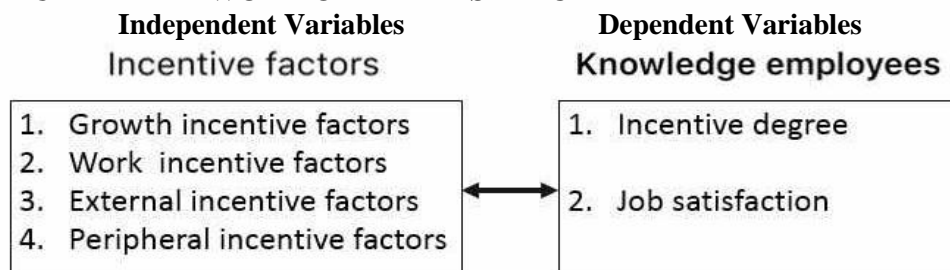 Independent Variables
Dependent Variables
Incentive factors
Knowledge employees
1. Growth incentive factors
2. Work incentive factors
3. External incentive factors
4. Peripheral incentive factors
1. Incentive degree
2. Job satisfaction